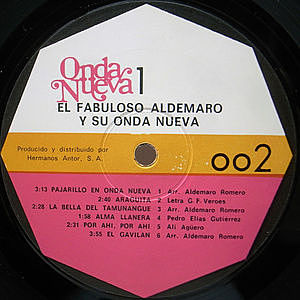 Onda
Nueva 1
EL FABULOSO ALDEMARO
Y SU ONDA NUEVA
Producido y distribuido por
Hermanos Antor, S. A.
002
3:13 PAJARILLO EN ONDA NUEVA 1 Arr. Aldemaro Romero
2:40 ARAGUITA 2 Letra G F Veroes
2:28 LA BELLA DEL TAMUNANGUE 3 Arr. Aldemaro Romero
1:58 ALMA LLANERA 4 Pedro Elías Gutierrez
2:31 POR AHI, POR AHI 5 Alí Agüero
3:55 EL GAVILAN 6 Arr. Aldemaro Romero